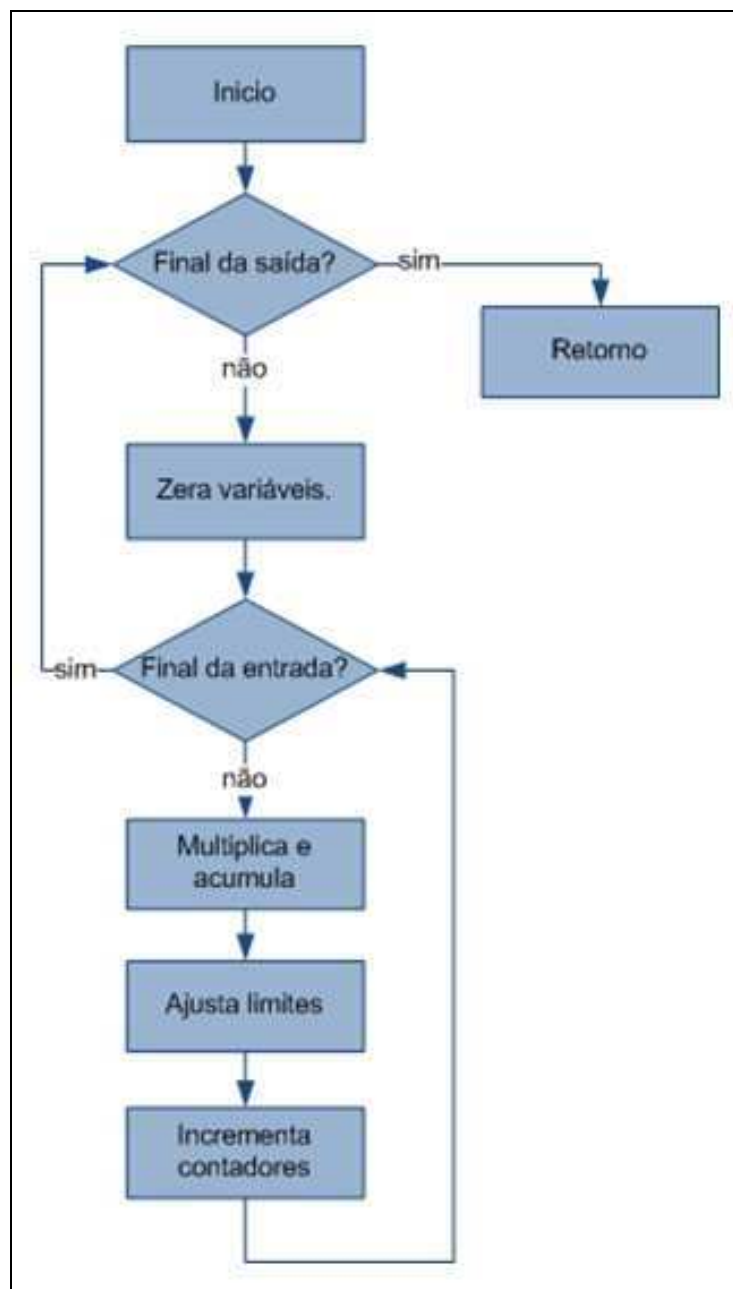 Inicio
Final da saída?
sim
Retorno
não
Zera variáveis.
Final da entrada?
sim
não
Multiplica e
acumula
Ajusta limites
Incrementa
contadores